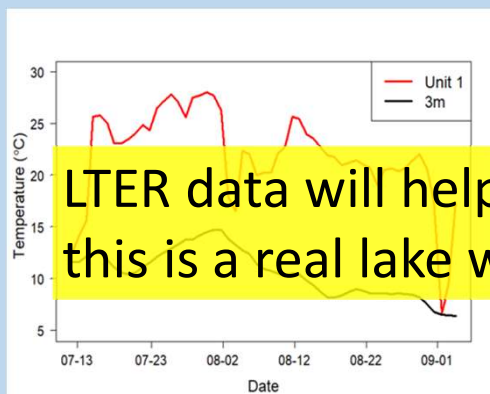 30
25
20
15
10
5
Temperature (°C)
Unit 1
3m
LTER data will help
this is a real lake w
07-13
07-23
08-02
08-12
08-22
09-01
Date